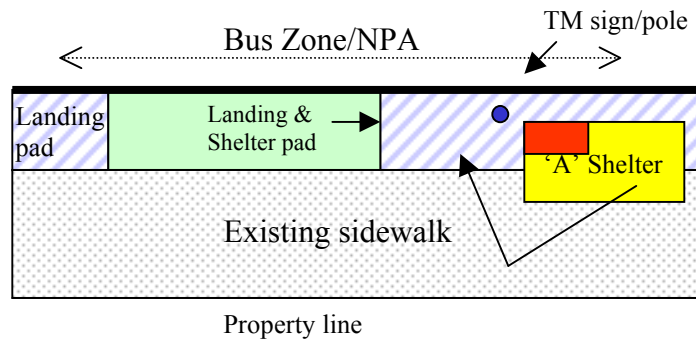 TM sign/pole
Bus Zone/NPA
Landing
pad
Landing &
Shelter pad
‘A’ Shelter
Existing sidewalk
Property line